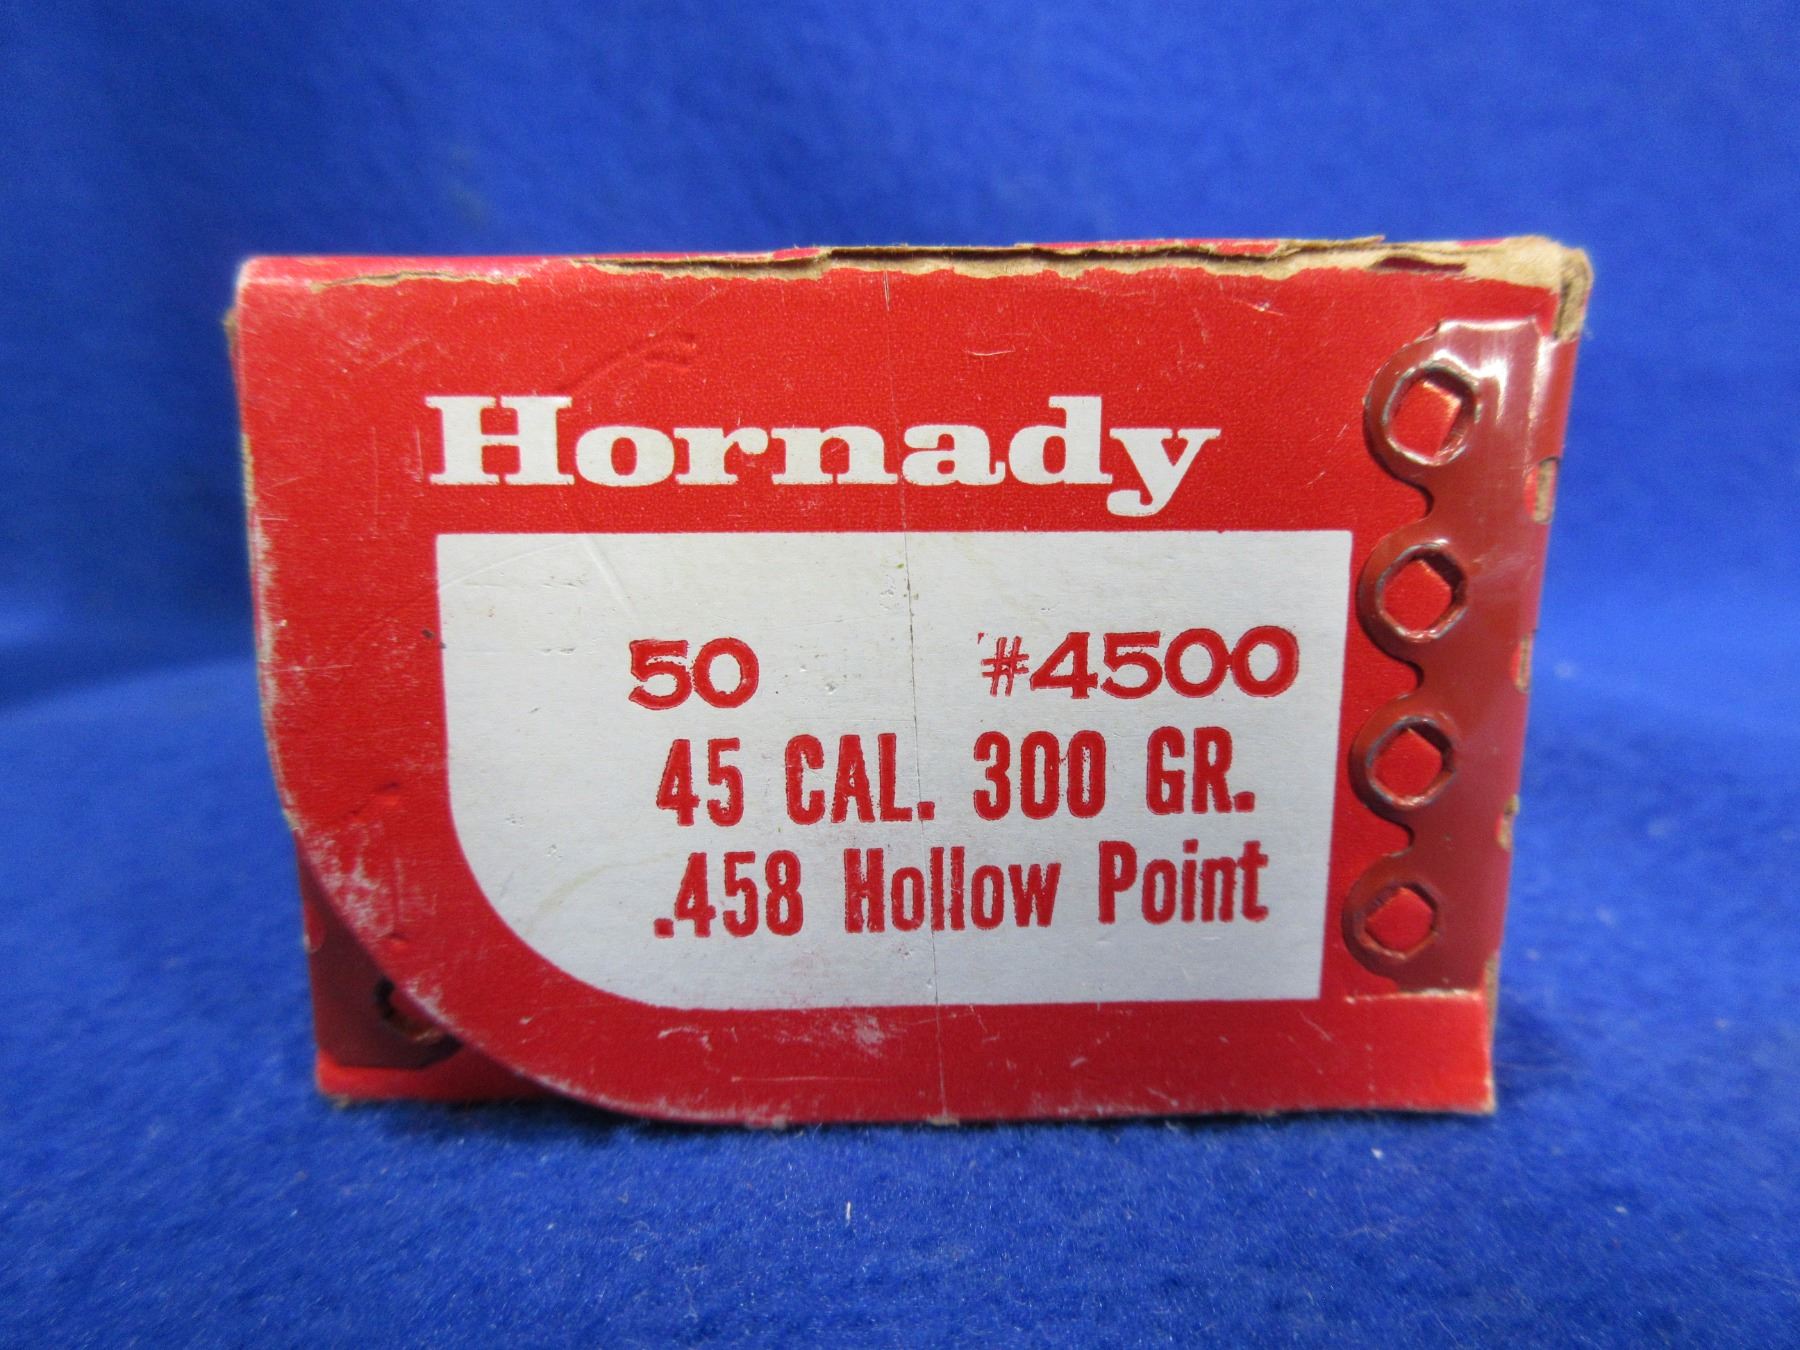 Hornady
50 #4500
45 CAL. 300 GR.
.458 Hollow Point